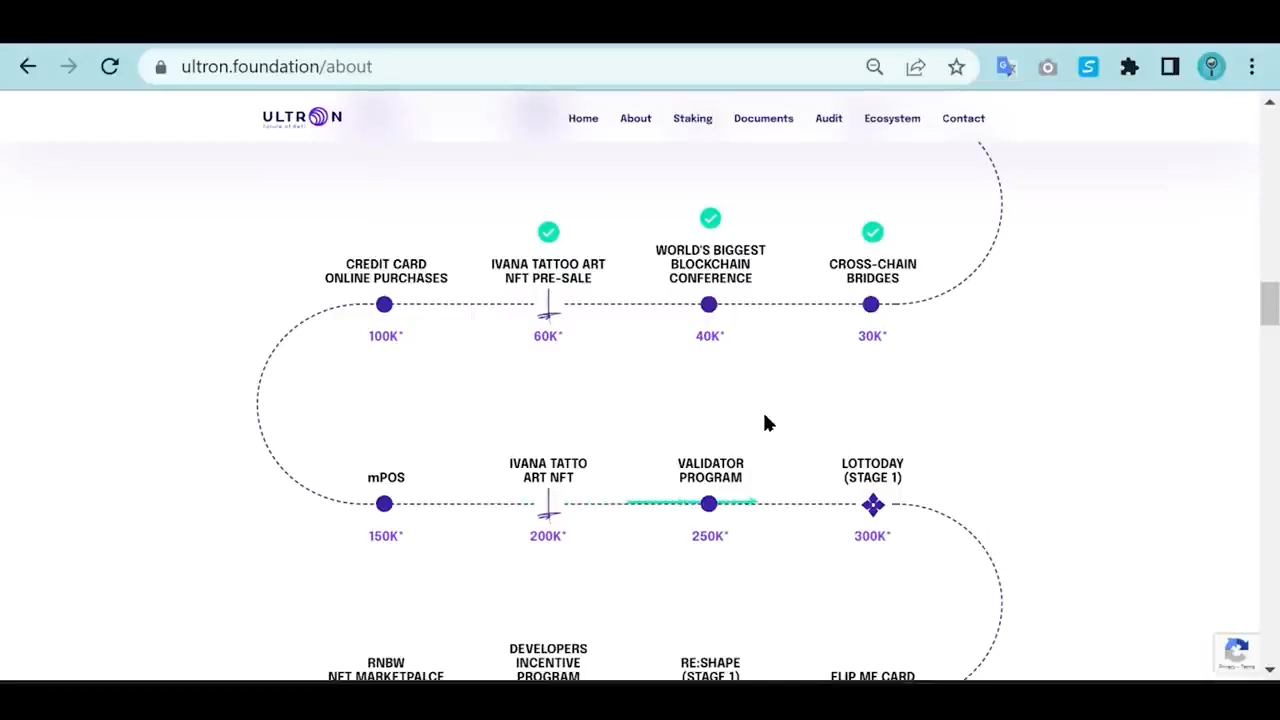 ultron.foundation/about
ULTRON
Home About Staking Documents Audit Ecosystem Contact
CREDIT CARD
ONLINE PURCHASES
100K*
IVANA TATTOO ART
NFT PRE-SALE
60K*
WORLD'S BIGGEST
BLOCKCHAIN
CONFERENCE
40K*
CROSS-CHAIN
BRIDGES
30K*
mPOS
150K*
IVANA TATTO
ART NFT
200K*
VALIDATOR
PROGRAM
250K*
LOTTODAY
(STAGE 1)
300K*
RNBW
NFT MARKETPALCE
DEVELOPERS
INCENTIVE
PROGRAM
RE:SHAPE
(STAGE 1)
FLIP ME CARD
Privacy - Terms